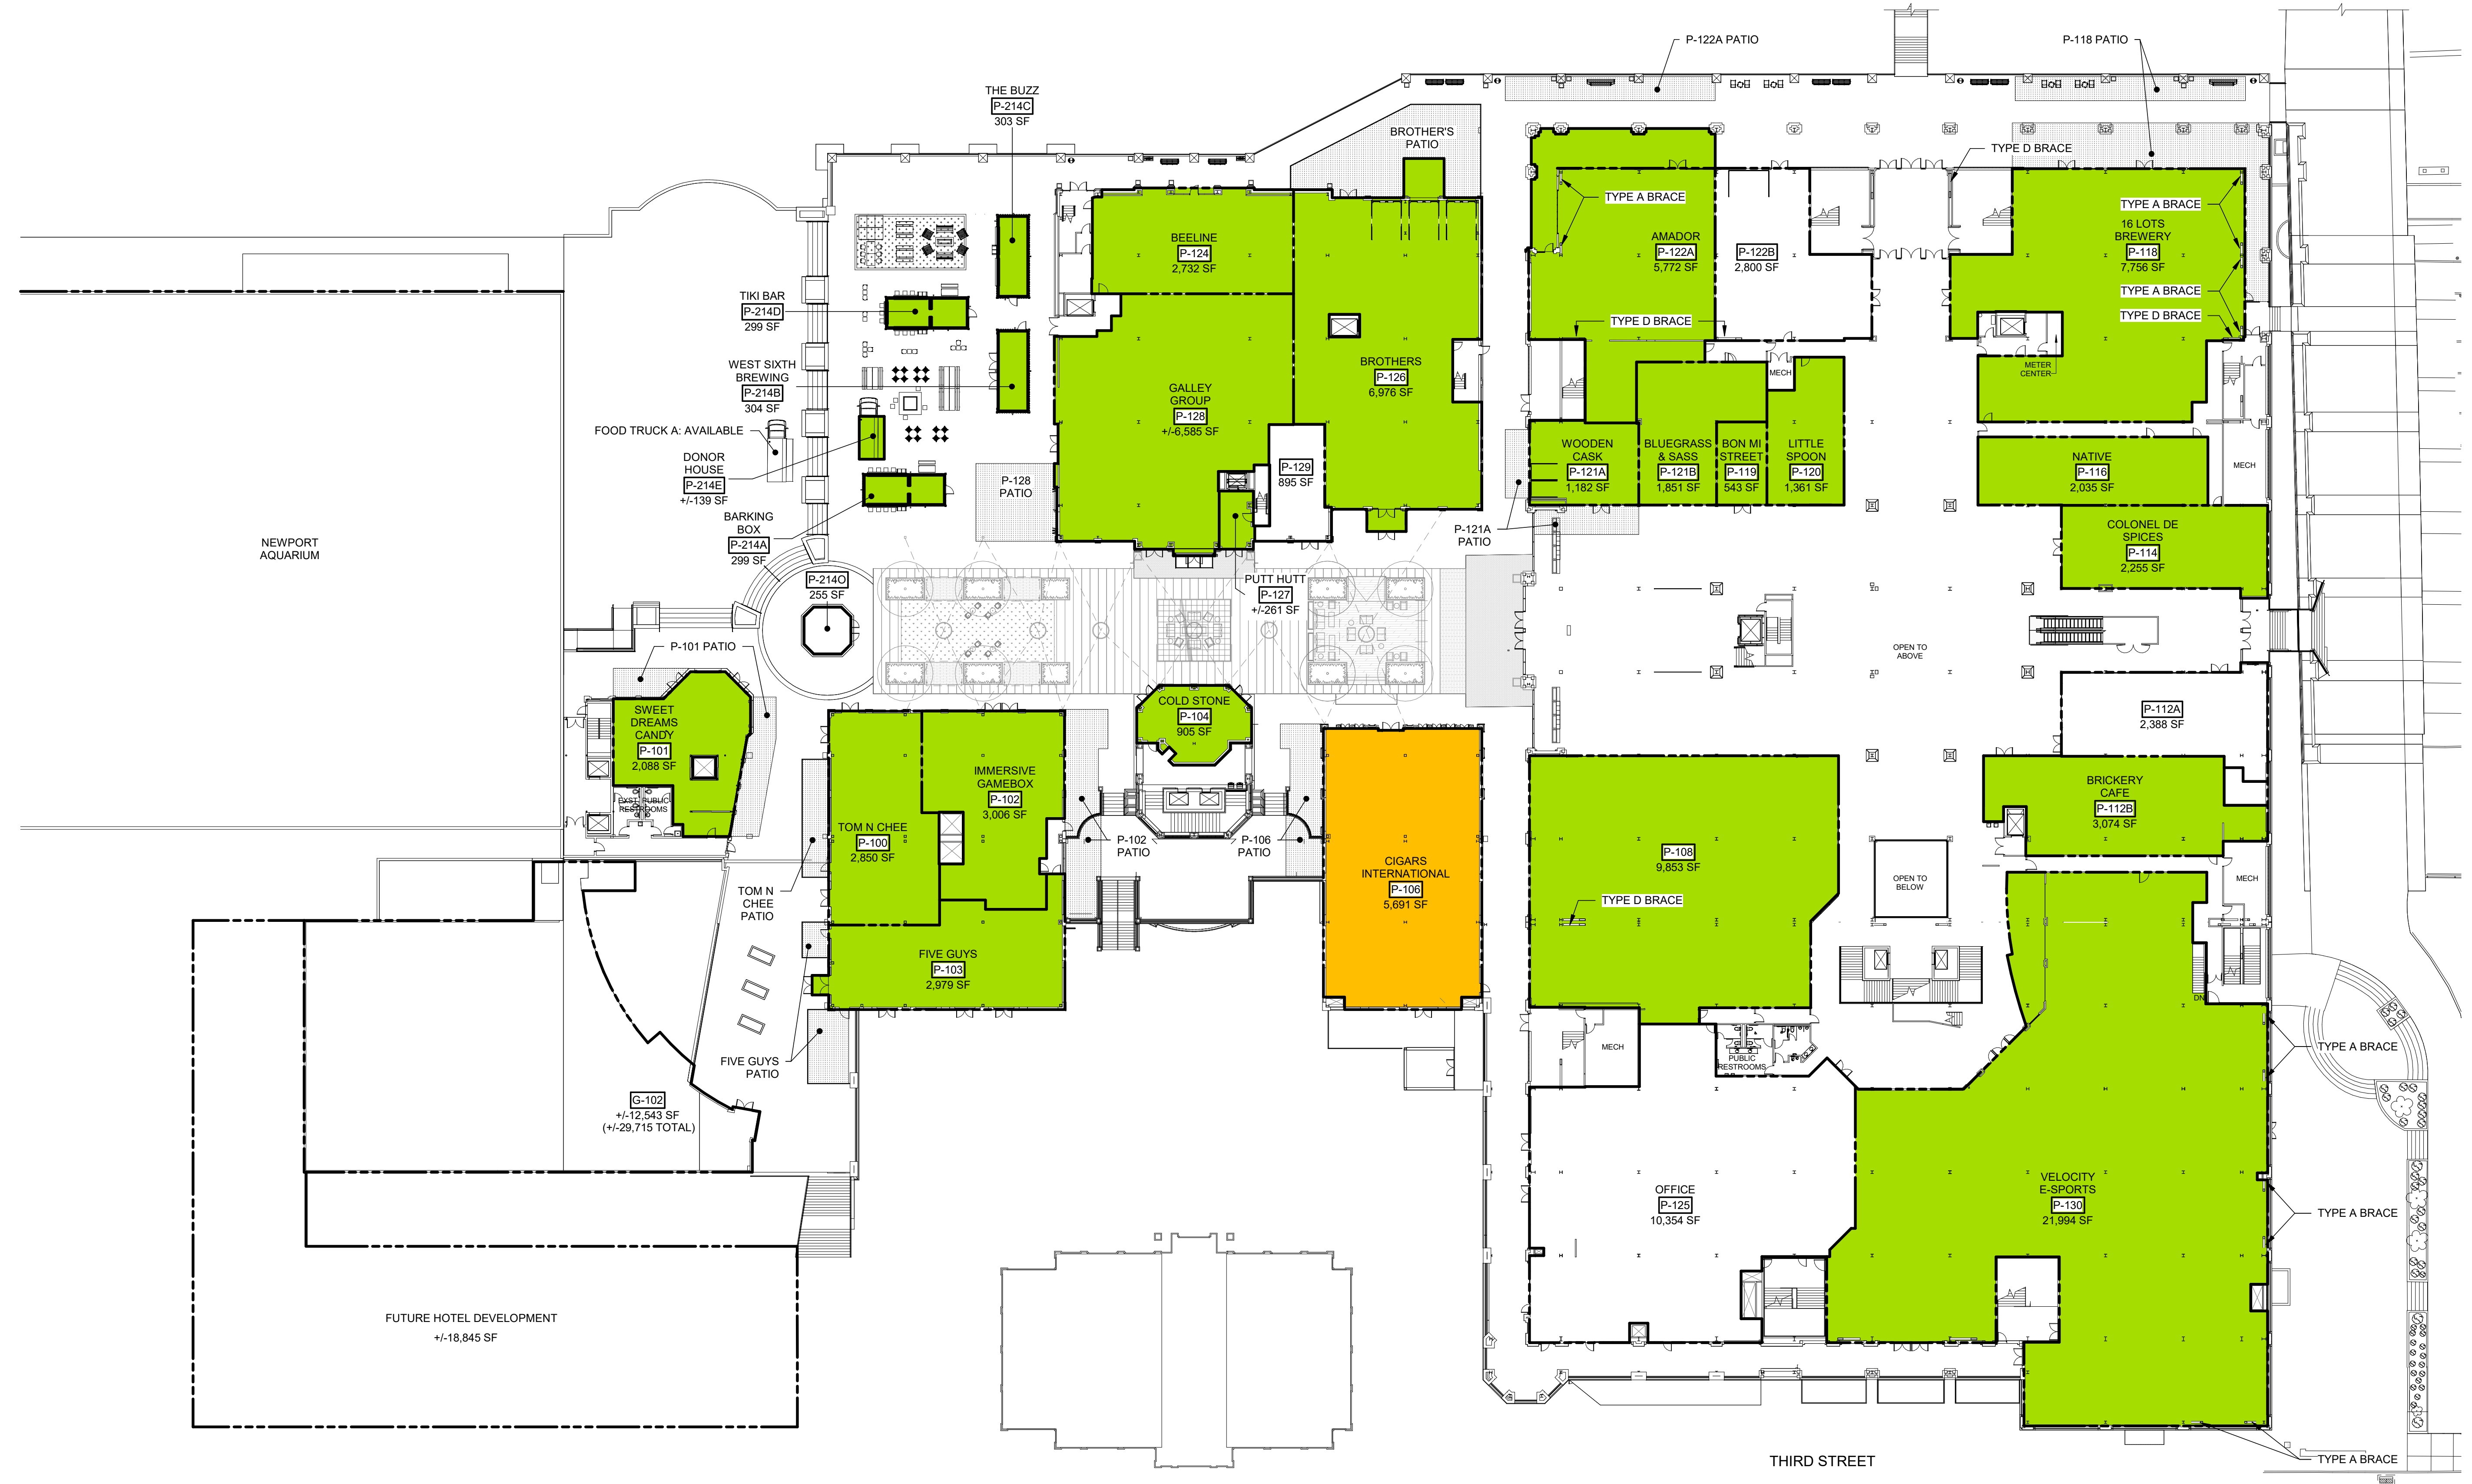 P-122A PATIO
P-118 PATIO
THE BUZZ
P-214C
303 SF
BROTHER'S
PATIO
TYPE D BRACE
TYPE A BRACE
TYPE A BRACE
BEELINE
P-124
2,732 SF
AMADOR
P-122A
5,772 SF
P-122B
2,800 SF
16 LOTS
BREWERY
P-118
7,756 SF
TYPE A BRACE
TYPE D BRACE
TYPE D BRACE
TIKI BAR
P-214D
299 SF
WEST SIXTH
BREWING
P-214B
304 SF
GALLEY
GROUP
P-128
+/-6,585 SF
BROTHERS
P-126
6,976 SF
MECH
METER
CENTER
FOOD TRUCK A: AVAILABLE
DONOR
HOUSE
P-214E
+/-139 SF
WOODEN
CASK
P-121A
1,182 SF
BLUEGRASS
& SASS
P-121B
1,851 SF
BON MI
STREET
P-119
543 SF
LITTLE
SPOON
P-120
1,361 SF
NATIVE
P-116
2,035 SF
MECH
P-128
PATIO
P-129
895 SF
BARKING
BOX
P-214A
299 SF
P-121A
PATIO
COLONEL DE
SPICES
P-114
2,255 SF
NEWPORT
AQUARIUM
P-214O
255 SF
PUTT HUTT
P-127
+/-261 SF
P-101 PATIO
OPEN TO
ABOVE
SWEET
DREAMS
CANDY
P-101
2,088 SF
COLD STONE
P-104
905 SF
P-112A
2,388 SF
EXST. PUBLIC
RESTROOMS
IMMERSIVE
GAMEBOX
P-102
3,006 SF
BRICKERY
CAFE
P-112B
3,074 SF
TOM N CHEE
P-100
2,850 SF
P-102
PATIO
P-106
PATIO
CIGARS
INTERNATIONAL
P-106
5,691 SF
P-108
9,853 SF
OPEN TO
BELOW
MECH
TOM N
CHEE
PATIO
TYPE D BRACE
FIVE GUYS
P-103
2,979 SF
DN
FIVE GUYS
PATIO
MECH
PUBLIC
RESTROOMS
TYPE A BRACE
G-102
+/-12,543 SF
(+/-29,715 TOTAL)
OFFICE
P-125
10,354 SF
VELOCITY
E-SPORTS
P-130
21,994 SF
TYPE A BRACE
FUTURE HOTEL DEVELOPMENT
+/-18,845 SF
THIRD STREET
TYPE A BRACE